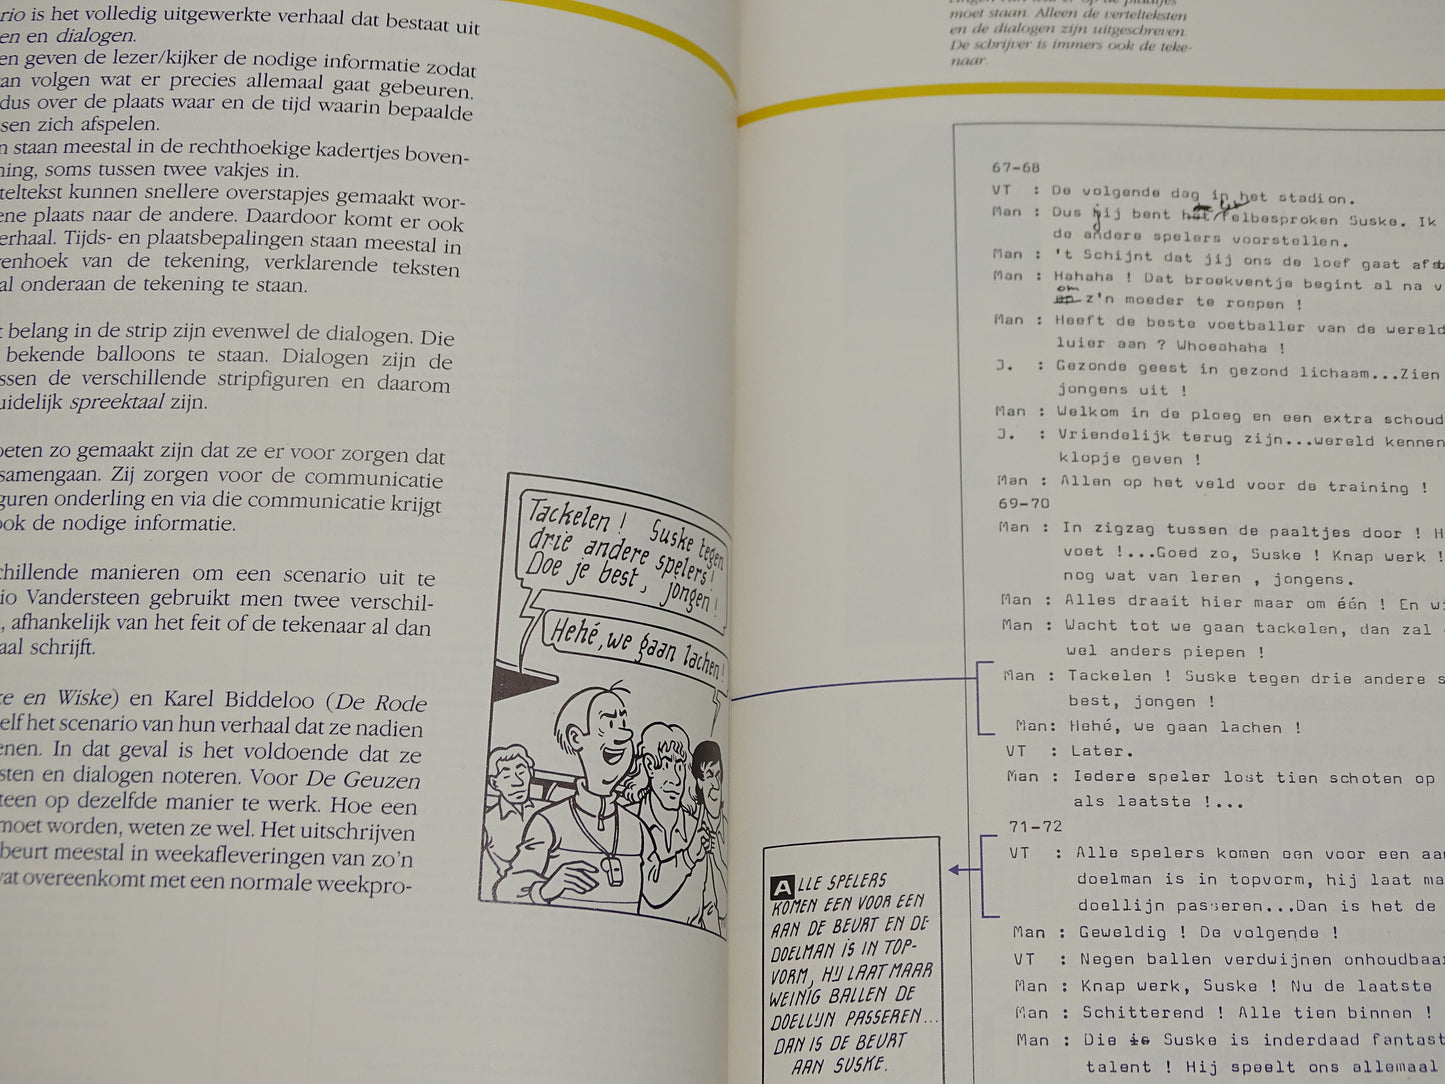 rio is het volledig uitgewerkte verhaal dat bestaat uit
en en dialogen.
en geven de lezer/kijker de nodige informatie zodat
an volgen wat er precies allemaal gaat gebeuren.
dus over de plaats waar en de tijd waarin bepaalde
sen zich afspelen.
n staan meestal in de rechthoekige kadertjes boven-
ning, soms tussen twee vakjes in.
teltekst kunnen snellere overstapjes gemaakt wor-
ene plaats naar de andere. Daardoor komt er ook
erhaal. Tijds- en plaatsbepalingen staan meestal in
enhoek van de tekening, verklarende teksten
al onderaan de tekening te staan.
t belang in de strip zijn evenwel de dialogen. Die
bekende balloons te staan. Dialogen zijn de
ssen de verschillende stripfiguren en daarom
uidelijk spreektaal zijn.
oeten zo gemaakt zijn dat ze er voor zorgen dat
samengaan. Zij zorgen voor de communicatie
guren onderling en via die communicatie krijgt
ook de nodige informatie.
chillende manieren om een scenario uit te
io Vandersteen gebruikt men twee verschil-
, afhankelijk van het feit of de tekenaar al dan
aal schrijft.
ke en Wiske) en Karel Biddeloo (De Rode
elf het scenario van hun verhaal dat ze nadien
enen. In dat geval is het voldoende dat ze
sten en dialogen noteren. Voor De Geuzen
teen op dezelfde manier te werk. Hoe een
moet worden, weten ze wel. Het uitschrijven
beurt meestal in weekafleveringen van zo'n
vat overeenkomt met een normale weekpro-
Tackelen ! Suske tegen
drie andere spelers !
Doe je best, jongen !
Hehé, we gaan lachen !
moet staan. Alleen de vertelteksten
en de dialogen zijn uitgeschreven.
De schrijver is immers ook de teke-
naar.
67-68
VT : De volgende dag in het stadion.
Man : Dus jij bent het felbesproken Suske. Ik
de andere spelers voorstellen.
Man : 't Schijnt dat jij ons de loef gaat afst
Man : Hahaha ! Dat broekventje begint al na v
om
op z'n moeder te roepen !
Man : Heeft de beste voetballer van de wereld
luier aan ? Whoeahaha !
J. : Gezonde geest in gezond lichaam...Zien
jongens uit !
Man : Welkom in de ploeg en een extra schoud
J. : Vriendelijk terug zijn...wereld kennen
klopje geven !
Man : Allen op het veld voor de training !
69-70
Man : In zigzag tussen de paaltjes door ! H
voet !...Goed zo, Suske ! Knap werk !
nog wat van leren , jongens.
Man : Alles draait hier maar om één ! En wi
Man : Wacht tot we gaan tackelen, dan zal
wel anders piepen !
Man : Tackelen ! Suske tegen drie andere s
best, jongen !
Man: Hehé, we gaan lachen !
VT : Later.
Man : Iedere speler lost tien schoten op
als laatste !...
71-72
VT : Alle spelers komen een voor een aan
doelman is in topvorm, hij laat ma
doellijn passeren...Dan is het de
Man : Geweldig ! De volgende !
VT : Negen ballen verdwijnen onhoudbaar
Man : Knap werk, Suske ! Nu de laatste
Man : Schitterend ! Alle tien binnen !
Man : Die is Suske is inderdaad fantast
talent ! Hij speelt ons allemaal
ALLE SPELERS
KOMEN EEN VOOR EEN
AAN DE BEURT EN DE
DOELMAN IS IN TOP-
VORM, HIJ LAAT MAAR
WEINIG BALLEN DE
DOELLIJN PASSEREN...
DAN IS DE BEURT
AAN SUSKE.